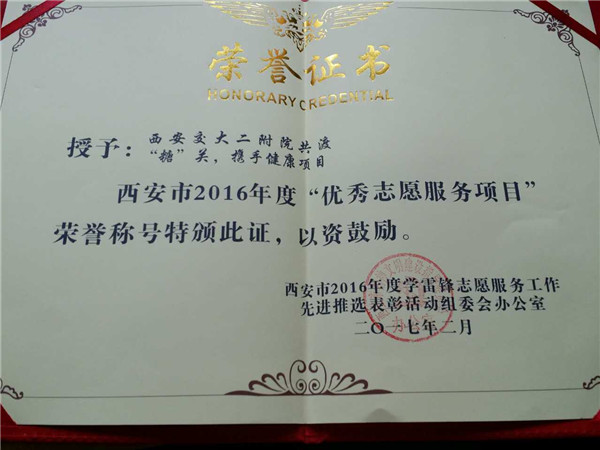 荣誉证书
HONORARY CREDENTIAL
授予：
西安交大二附院共渡
“糖”关，携手健康项目
西安市2016年度“优秀志愿服务项目”
荣誉称号特颁此证，以资鼓励。
西安市2016年度学雷锋志愿服务工作
先进推选表彰活动组委会办公室
二〇一七年二月